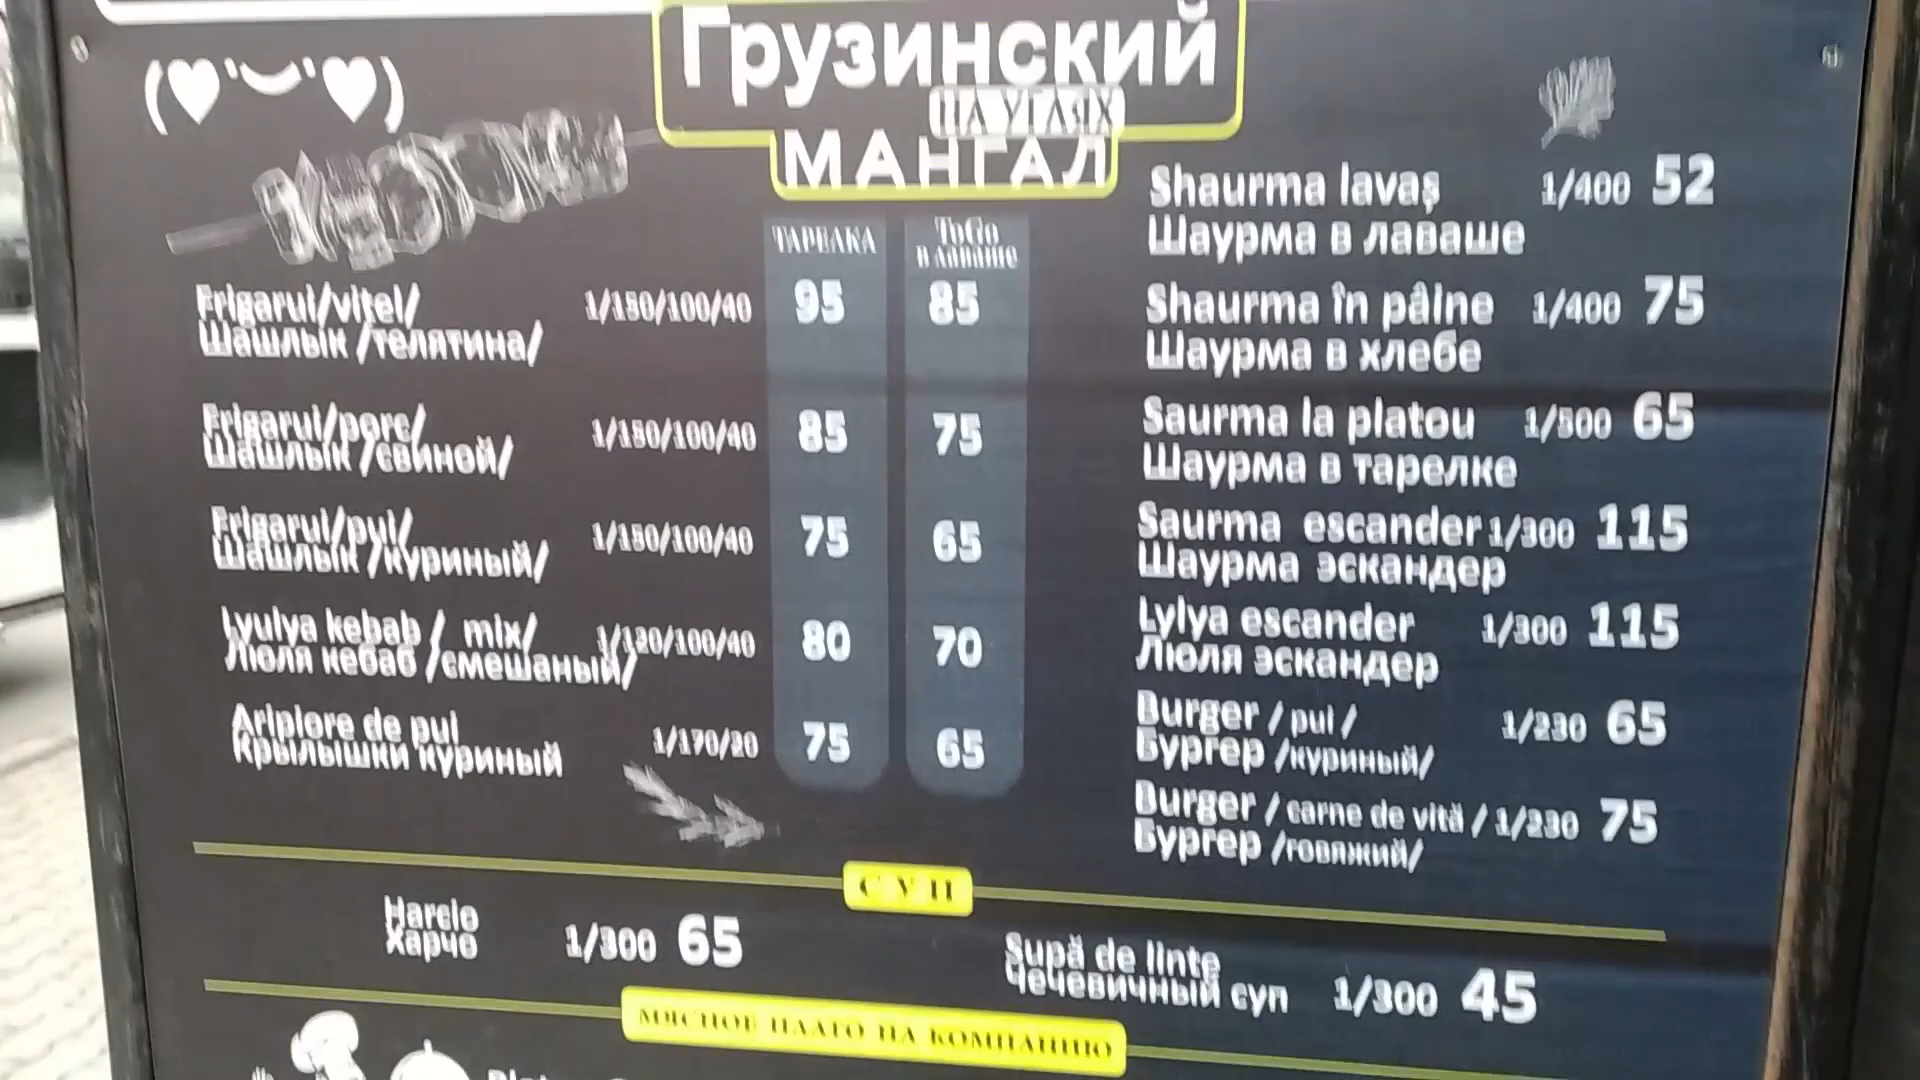 (♥'‿'♥)
Грузинский
НА УГЛЯХ
МАНГАЛ
ТАРЕЛКА
ToGo
в лаваше
Frigarui/vitel/ 1/150/100/40 95 85
Шашлык /телятина/
Frigarui/porc/ 1/150/100/40 85 75
Шашлык /свиной/
Frigarui/pui/ 1/150/100/40 75 65
Шашлык /куриный/
Lyulya kebab / mix/ 1/120/100/40 80 70
Люля кебаб /смешаный/
Aripiore de pui 1/170/20 75 65
Крылышки куриный
Shaurma lavaș 1/400 52
Шаурма в лаваше
Shaurma în pâine 1/400 75
Шаурма в хлебе
Saurma la platou 1/500 65
Шаурма в тарелке
Saurma escander 1/300 115
Шаурма эскандер
Lylya escander 1/300 115
Люля эскандер
Burger / pui / 1/230 65
Бургер /куриный/
Burger / carne de vită / 1/230 75
Бургер /говяжий/
СУП
Harcio 1/300 65
Харчо
Supă de linte
Чечевичный суп 1/300 45
МЯСНОЕ ПЛАТО НА КОМПАНИЮ